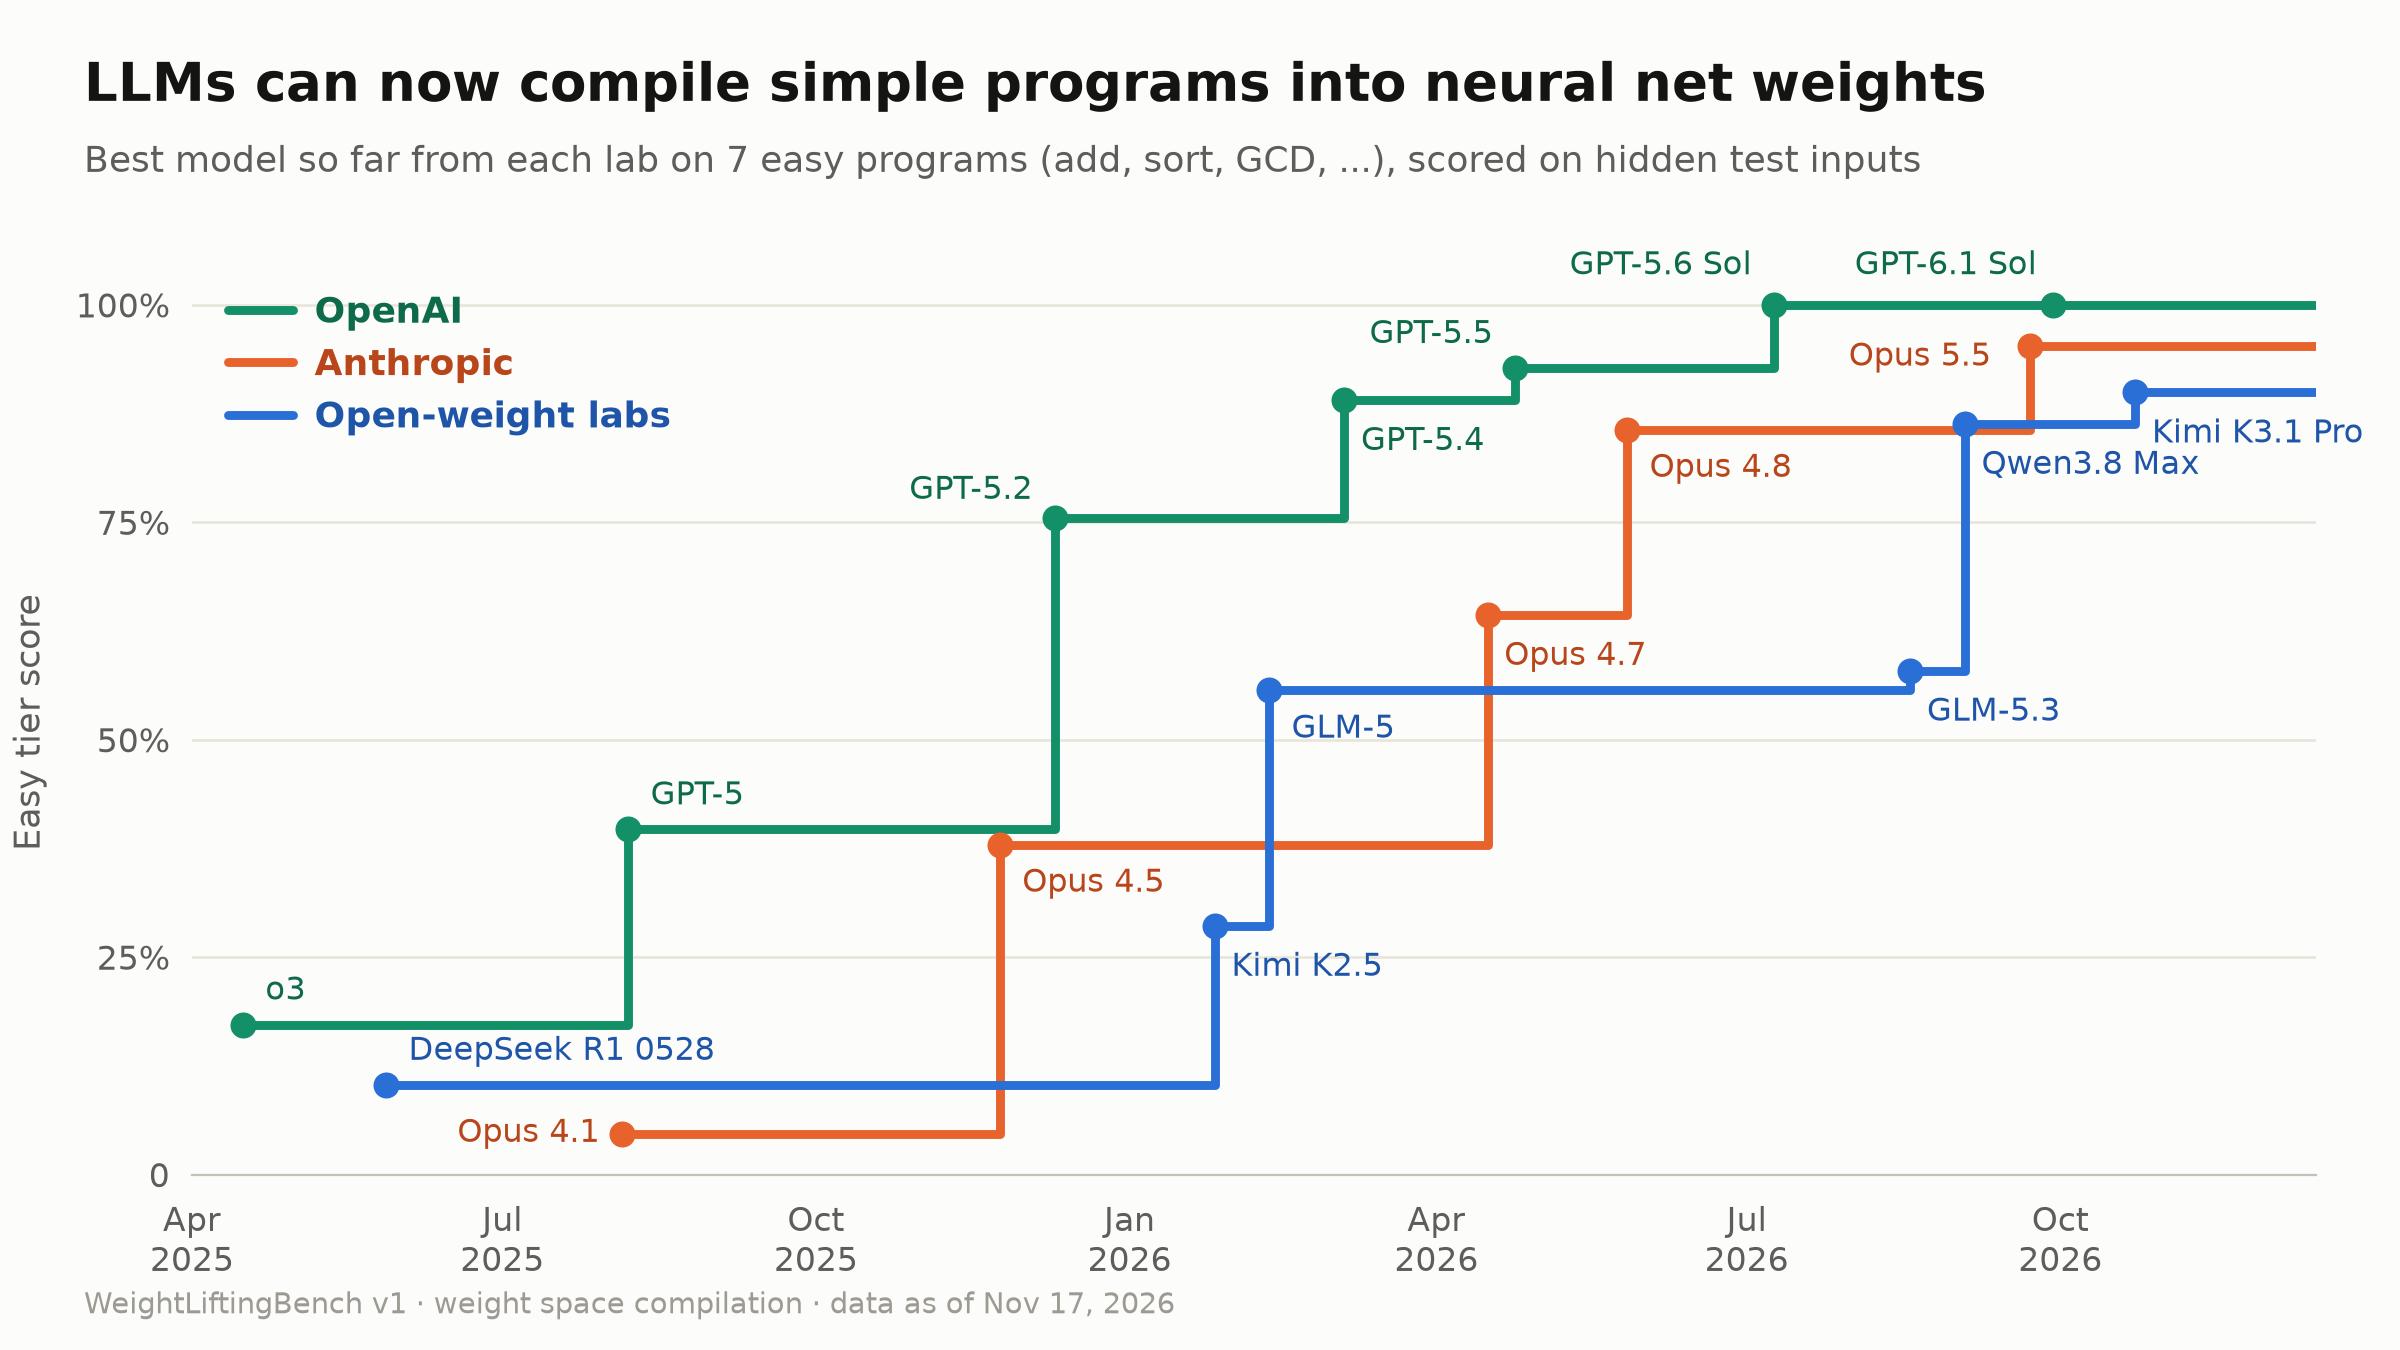 LLMs can now compile simple programs into neural net weights
Best model so far from each lab on 7 easy programs (add, sort, GCD, ...), scored on hidden test inputs
GPT-5.6 Sol
GPT-6.1 Sol
100%
OpenAI
Anthropic
Open-weight labs
GPT-5.5
Opus 5.5
GPT-5.4
Kimi K3.1 Pro
Opus 4.8
Qwen3.8 Max
GPT-5.2
75%
Opus 4.7
GLM-5.3
GLM-5
50%
Easy tier score
GPT-5
Opus 4.5
25%
Kimi K2.5
o3
DeepSeek R1 0528
Opus 4.1
0
Apr
2025
Jul
2025
Oct
2025
Jan
2026
Apr
2026
Jul
2026
Oct
2026
WeightLiftingBench v1 · weight space compilation · data as of Nov 17, 2026